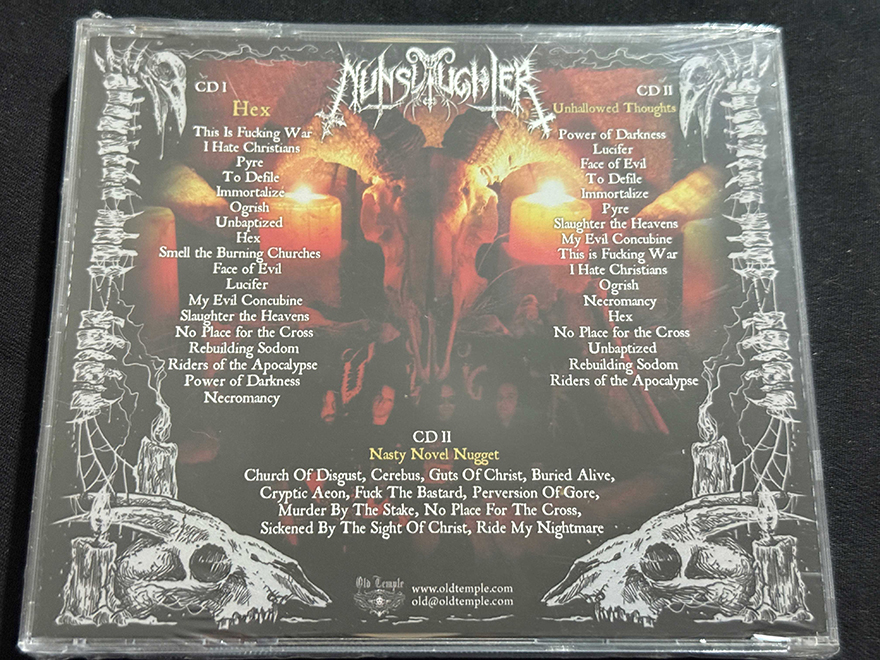 NUNSLAUGHTER
CD I
Hex
This Is Fucking War
I Hate Christians
Pyre
To Defile
Immortalize
Ogrish
Unbaptized
Hex
Smell the Burning Churches
Face of Evil
Lucifer
My Evil Concubine
Slaughter the Heavens
No Place for the Cross
Rebuilding Sodom
Riders of the Apocalypse
Power of Darkness
Necromancy
CD II
Unhallowed Thoughts
Power of Darkness
Lucifer
Face of Evil
To Defile
Immortalize
Pyre
Slaughter the Heavens
My Evil Concubine
This is Fucking War
I Hate Christians
Ogrish
Necromancy
Hex
No Place for the Cross
Unbaptized
Rebuilding Sodom
Riders of the Apocalypse
CD II
Nasty Novel Nugget
Church Of Disgust, Cerebus, Guts Of Christ, Buried Alive,
Cryptic Aeon, Fuck The Bastard, Perversion Of Gore,
Murder By The Stake, No Place For The Cross,
Sickened By The Sight Of Christ, Ride My Nightmare
Old Temple
www.oldtemple.com
old@oldtemple.com